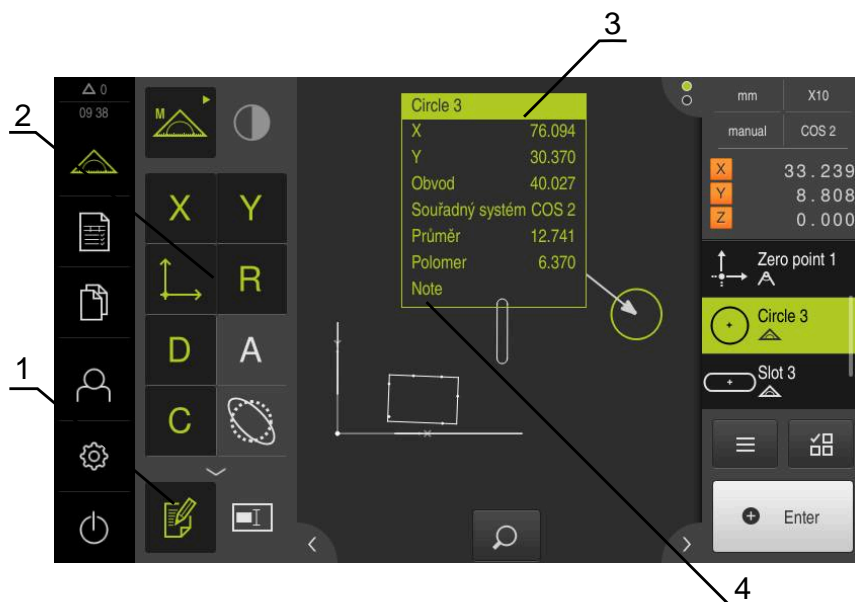 3
2
1
4
0
09 38
M
X Y
R
D A
C
Circle 3
X 76.094
Y 30.370
Obvod 40.027
Souřadný systém COS 2
Průměr 12.741
Polomer 6.370
Note
mm X10
manual COS 2
X 33.239
Y 8.808
Z 0.000
Zero point 1
Circle 3
Slot 3
Enter